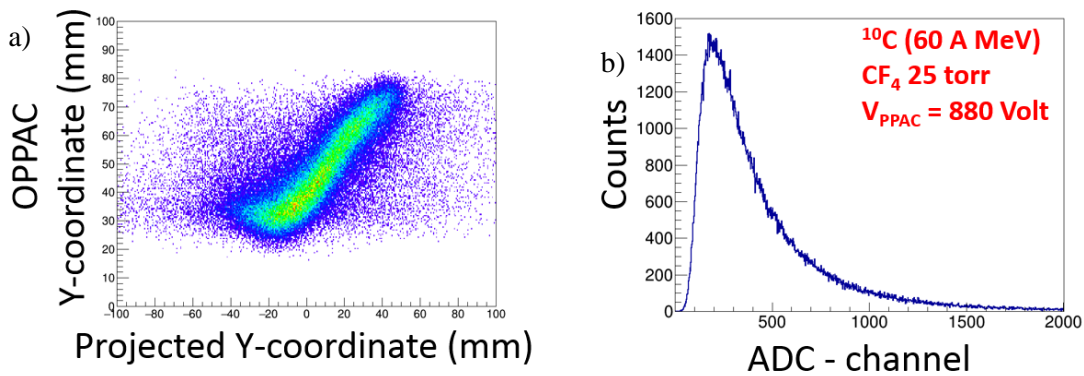 a)
OPPAC
Y-coordinate (mm)
100
90
80
70
60
50
40
30
20
10
0
−100 −80 −60 −40 −20 0 20 40 60 80 100
Projected Y-coordinate (mm)
b)
Counts
1600
1400
1200
1000
800
600
400
200
0
500 1000 1500 2000
ADC - channel
¹⁰C (60 A MeV)
CF₄ 25 torr
V_PPAC = 880 Volt